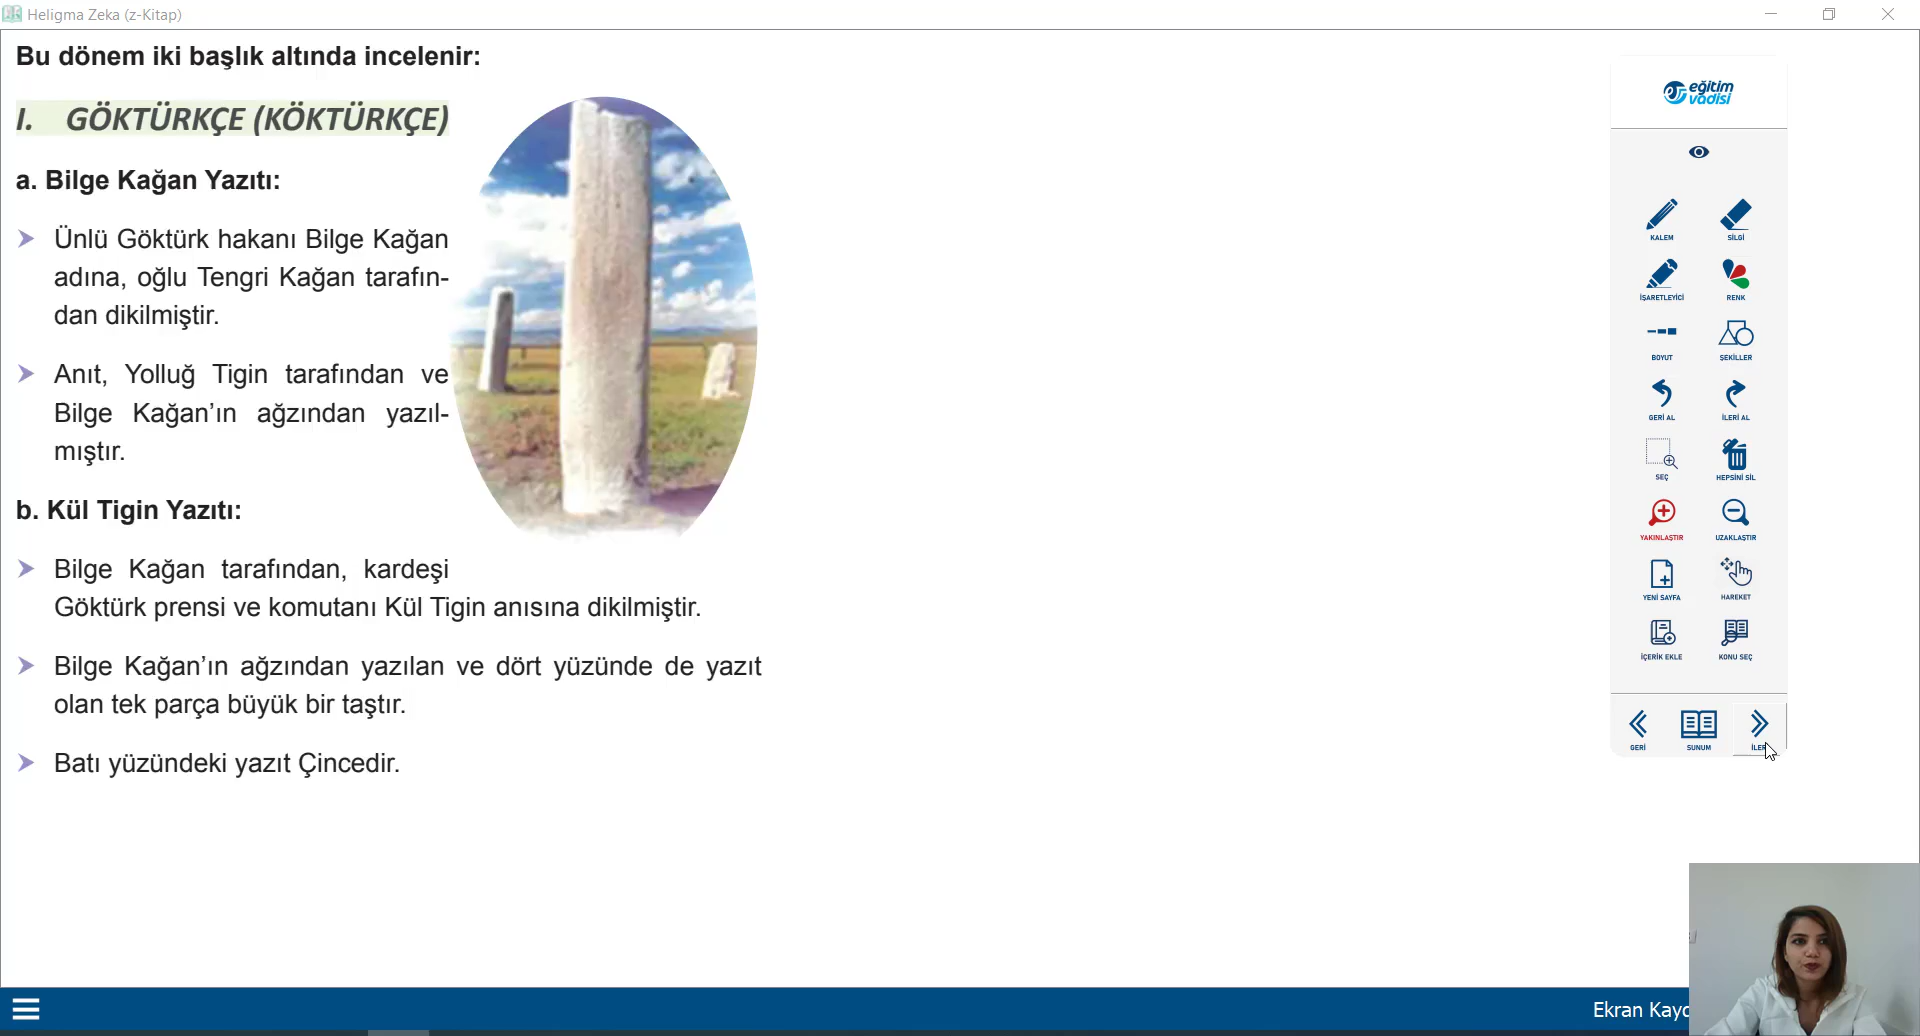 Heligma Zeka (z-Kitap)
Bu dönem iki başlık altında incelenir:
I. GÖKTÜRKÇE (KÖKTÜRKÇE)
a. Bilge Kağan Yazıtı:
➤ Ünlü Göktürk hakanı Bilge Kağan
adına, oğlu Tengri Kağan tarafın-
dan dikilmiştir.
➤ Anıt, Yolluğ Tigin tarafından ve
Bilge Kağan’ın ağzından yazıl-
mıştır.
b. Kül Tigin Yazıtı:
➤ Bilge Kağan tarafından, kardeşi
Göktürk prensi ve komutanı Kül Tigin anısına dikilmiştir.
➤ Bilge Kağan’ın ağzından yazılan ve dört yüzünde de yazıt
olan tek parça büyük bir taştır.
➤ Batı yüzündeki yazıt Çincedir.
eğitim
vadisi
KALEM SİLGİ
İŞARETLEYİCİ RENK
BOYUT ŞEKİLLER
GERİ AL İLERİ AL
SEÇ HEPSİNİ SİL
YAKINLAŞTIR UZAKLAŞTIR
YENİ SAYFA HAREKET
İÇERİK EKLE KONU SEÇ
GERİ SUNUM
Ekran